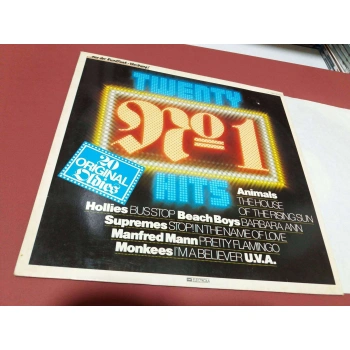 TWENTY
No 1
HITS
20
ORIGINAL
Oldies
Animals
THE HOUSE
OF THE RISING SUN
Hollies BUS STOP Beach Boys BARBARA ANN
Supremes STOP! IN THE NAME OF LOVE
Manfred Mann PRETTY FLAMINGO
Monkees I'M A BELIEVER U.V.A.